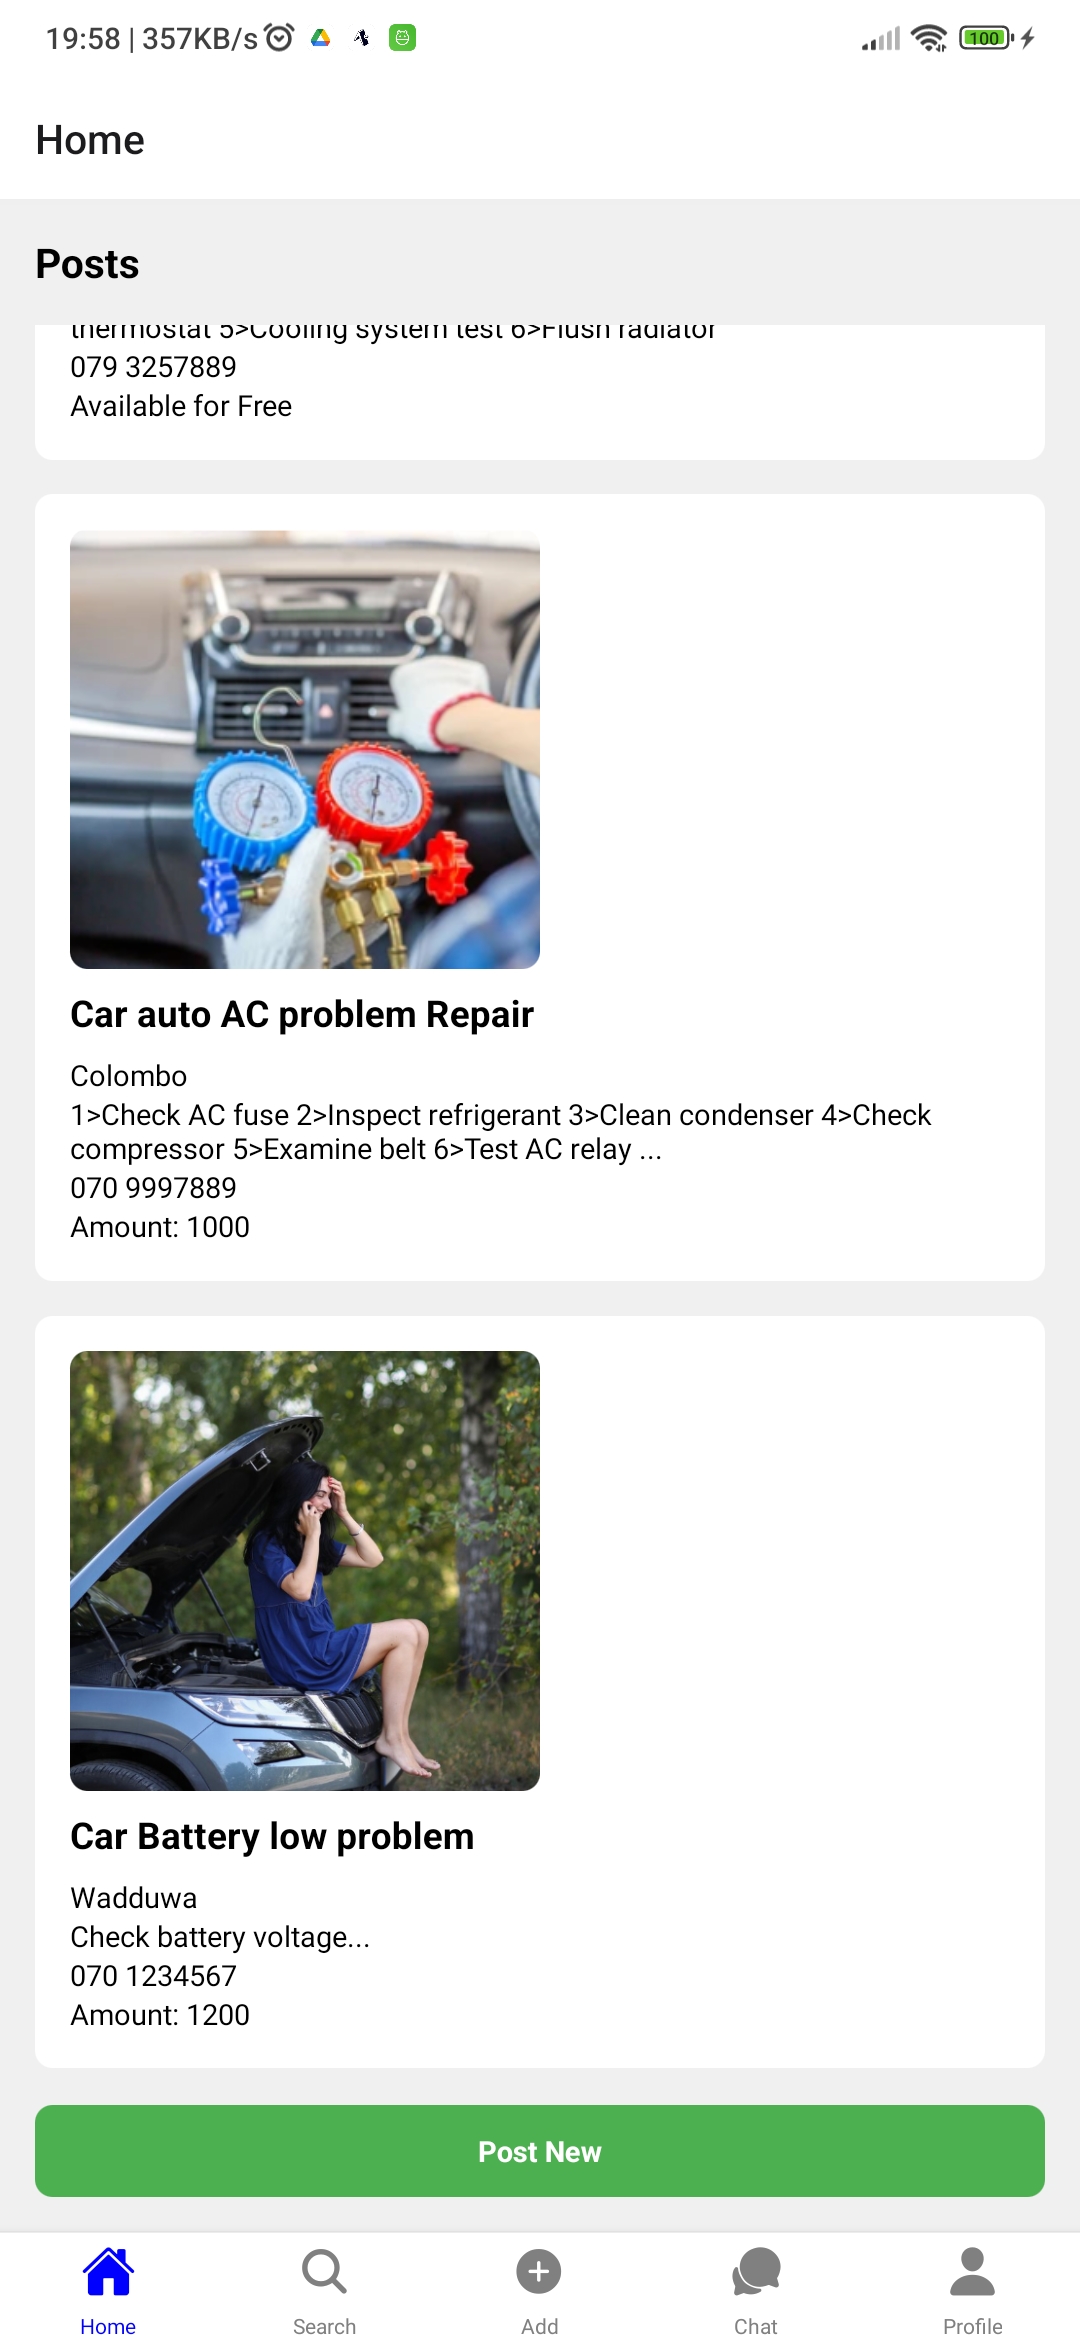 19:58 | 357KB/s
100
Home
Posts
thermostat 5>Cooling system test 6>Flush radiator
079 3257889
Available for Free
Car auto AC problem Repair
Colombo
1>Check AC fuse 2>Inspect refrigerant 3>Clean condenser 4>Check
compressor 5>Examine belt 6>Test AC relay ...
070 9997889
Amount: 1000
Car Battery low problem
Wadduwa
Check battery voltage...
070 1234567
Amount: 1200
Post New
Home
Search
Add
Chat
Profile